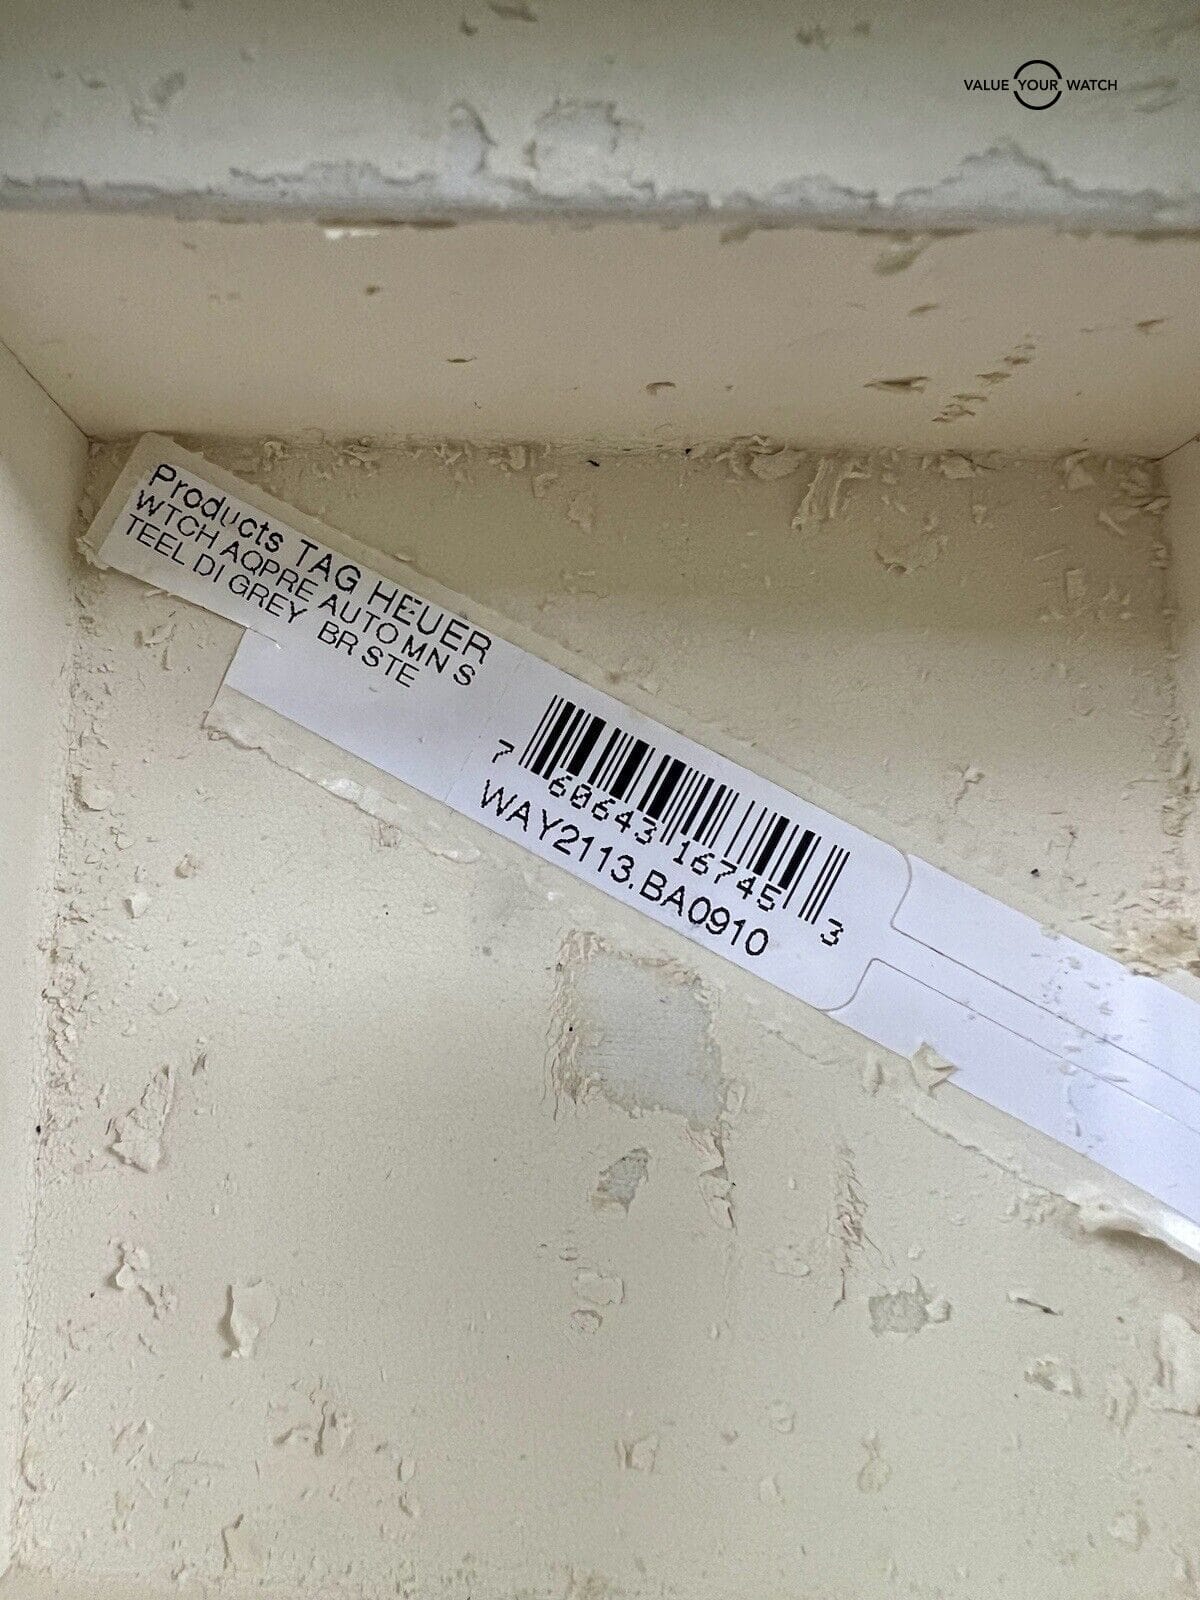 VALUE YOUR WATCH
Products TAG HEUER
WTCH AQPRE AUTO MN S
TEEL DI GREY BR STE
7 60643 16745 3
WAY2113.BA0910